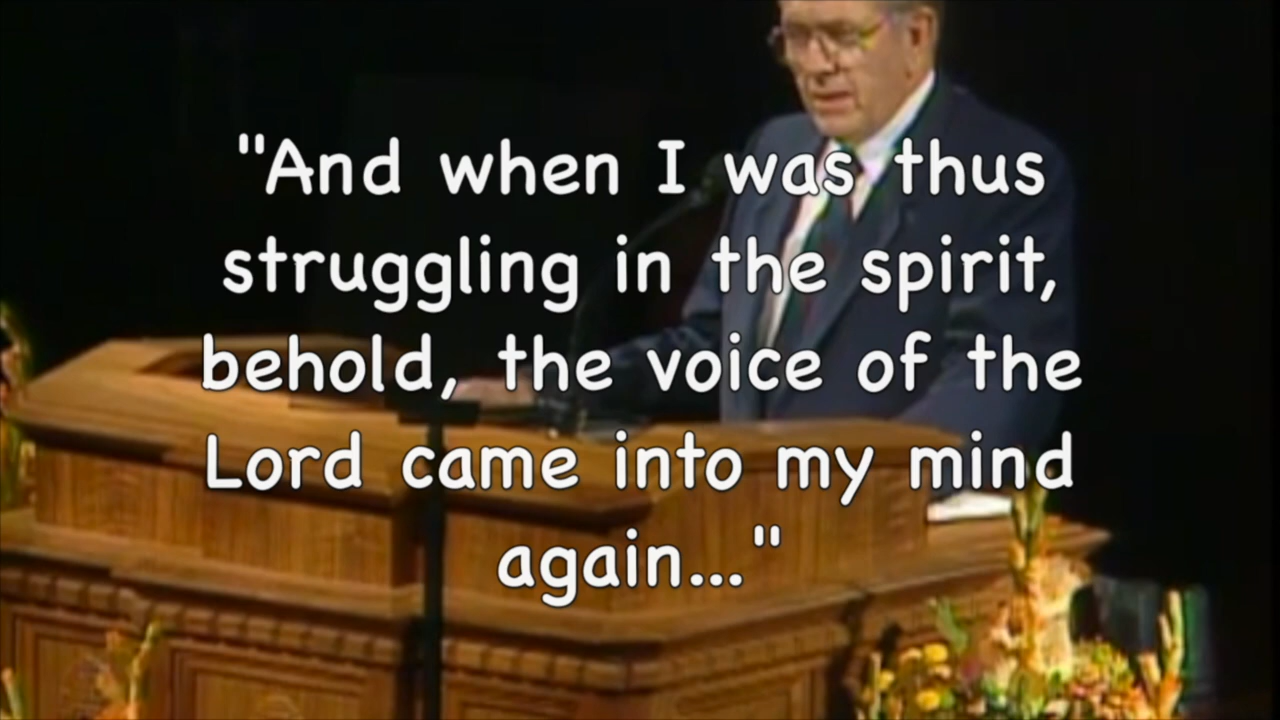 "And when I was thus
struggling in the spirit,
behold, the voice of the
Lord came into my mind
again..."